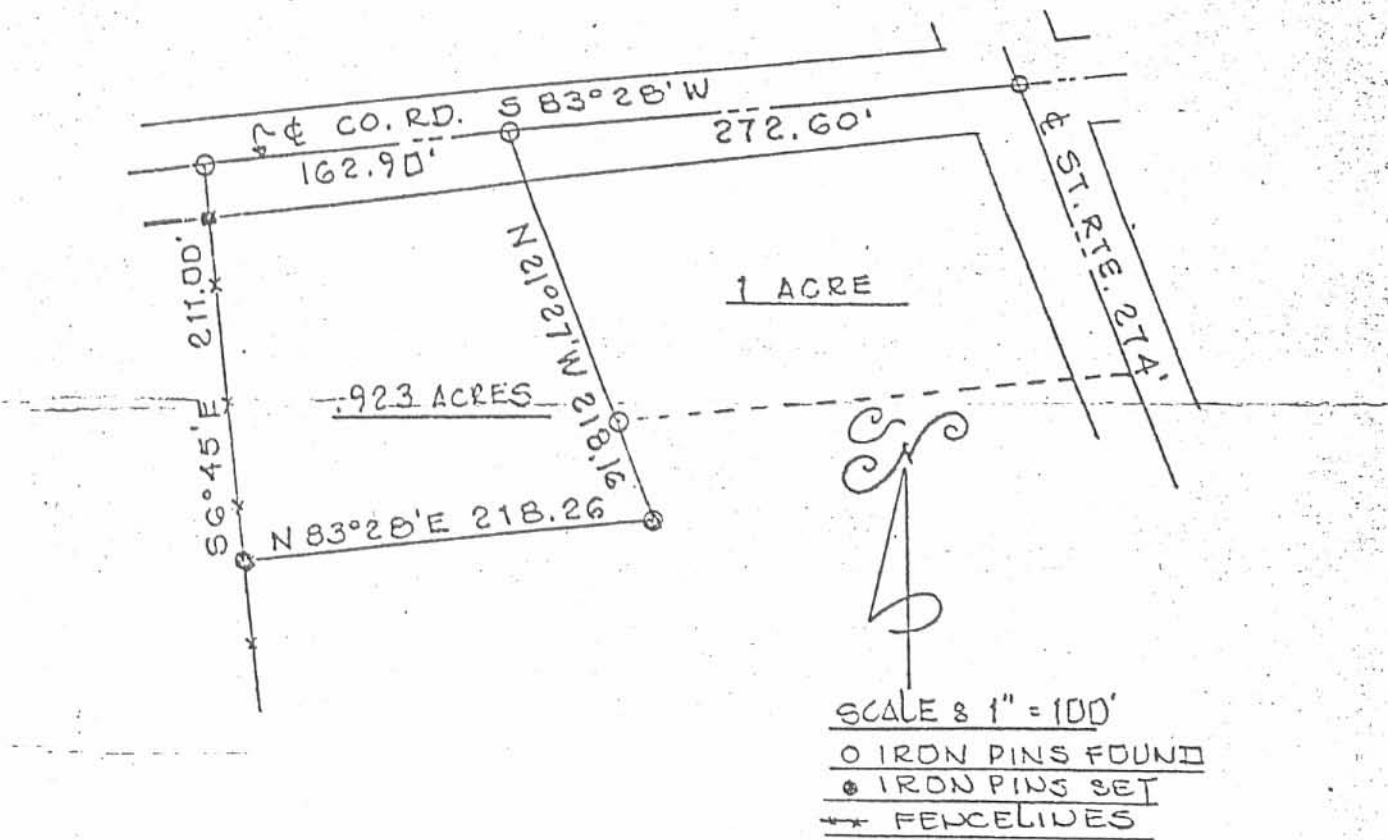 ℄ CO. RD. S 83°28'W
162.90'
272.60'
℄ ST. RTE. 274'
211.00'
S 6°45'E
N 21°27'W 218.16
1 ACRE
.923 ACRES
N 83°28'E 218.26
SCALE : 1" = 100'
O IRON PINS FOUND
IRON PINS SET
FENCELINES